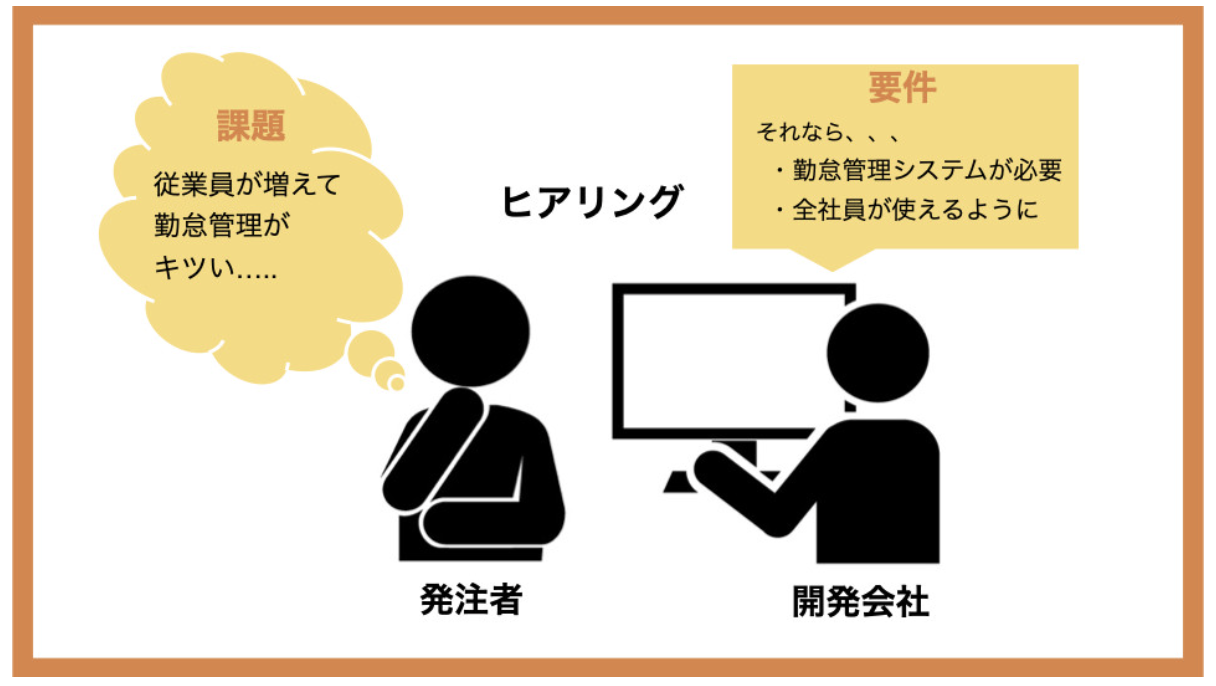 課題
従業員が増えて
勤怠管理が
キツい.....
ヒアリング
要件
それなら、、、
・勤怠管理システムが必要
・全社員が使えるように
発注者
開発会社